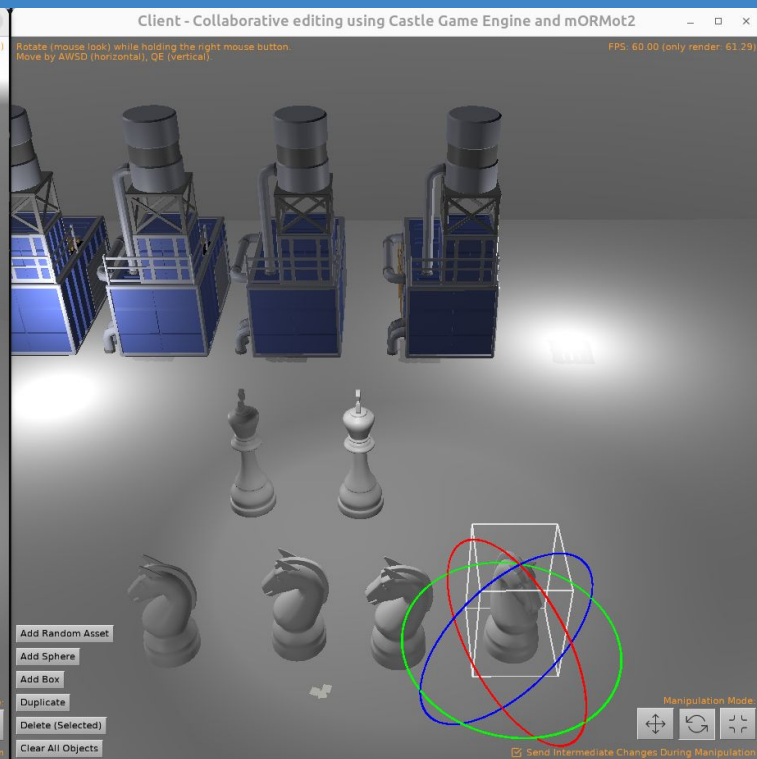 Client - Collaborative editing using Castle Game Engine and mORMot2
Rotate (mouse look) while holding the right mouse button.
Move by AWSD (horizontal), QE (vertical).
FPS: 60.00 (only render: 61.29)
Add Random Asset
Add Sphere
Add Box
Duplicate
Delete (Selected)
Clear All Objects
Manipulation Mode:
Send Intermediate Changes During Manipulation